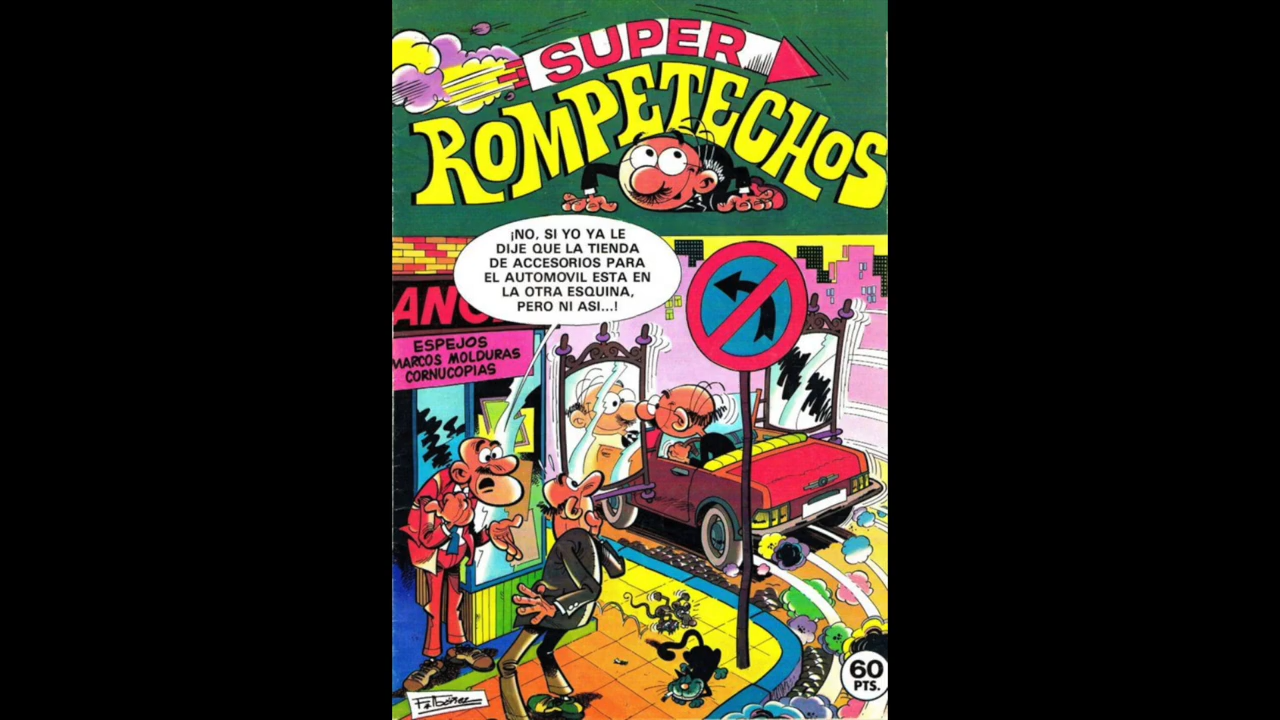 SUPER
ROMPETECHOS
¡NO, SI YO YA LE
DIJE QUE LA TIENDA
DE ACCESORIOS PARA
EL AUTOMOVIL ESTA EN
LA OTRA ESQUINA,
PERO NI ASI...!
ESPEJOS
MARCOS MOLDURAS
CORNUCOPIAS
60
PTS.